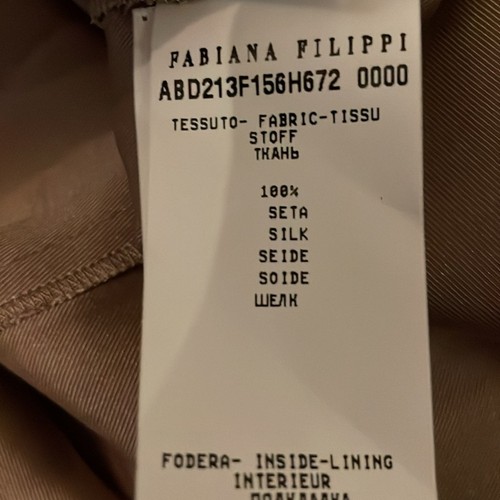 FABIANA FILIPPI
ABD213F156H672 0000
TESSUTO- FABRIC-TISSU
STOFF
ТКАНЬ
100%
SETA
SILK
SEIDE
SOIDE
ШЕЛК
FODERA- INSIDE-LINING
INTERIEUR
ПОДКЛАДКА